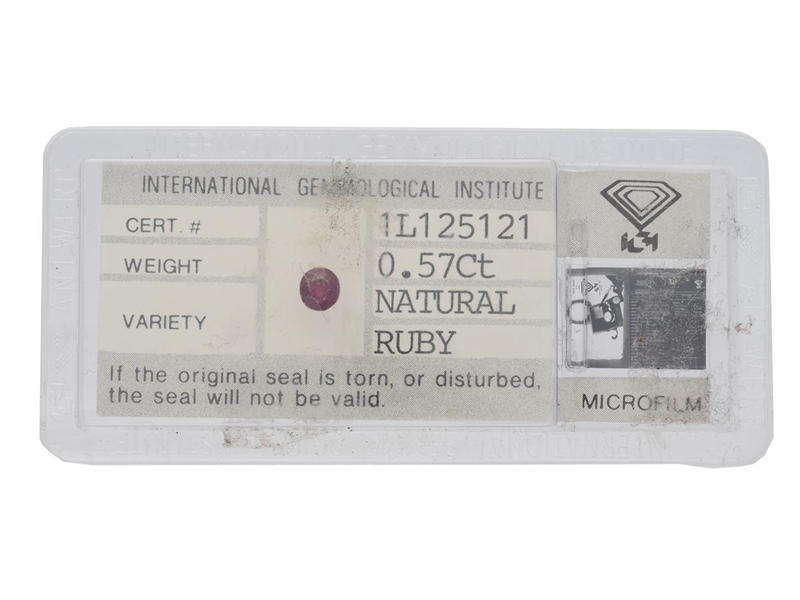 INTERNATIONAL GEMMOLOGICAL INSTITUTE
CERT. # 1L125121
WEIGHT 0.57Ct
VARIETY NATURAL
RUBY
If the original seal is torn, or disturbed,
the seal will not be valid.
MICROFILM